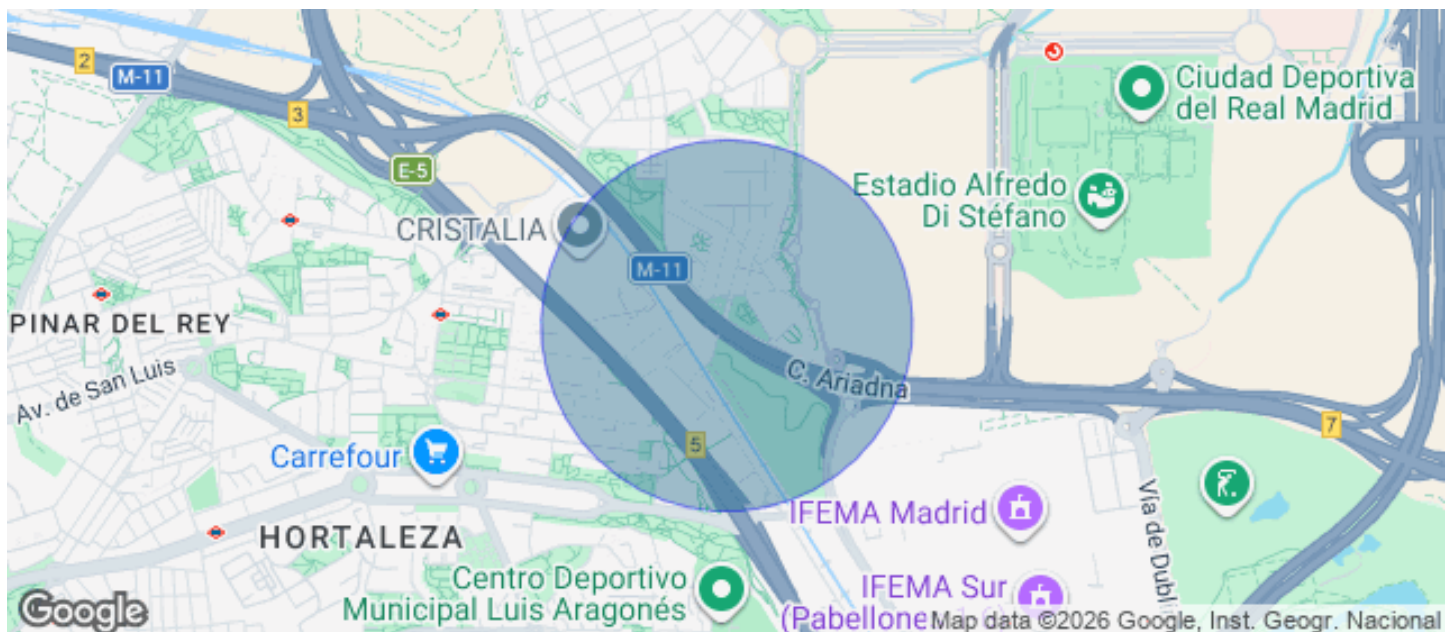 2
M-11
3
E-5
Ciudad Deportiva
del Real Madrid
Estadio Alfredo
Di Stéfano
CRISTALIA
M-11
PINAR DEL REY
Av. de San Luis
C. Ariadna
7
5
Carrefour
IFEMA Madrid
Vía de Dublín
HORTALEZA
Centro Deportivo
Municipal Luis Aragonés
IFEMA Sur
(Pabellone
Google
Map data ©2026 Google, Inst. Geogr. Nacional